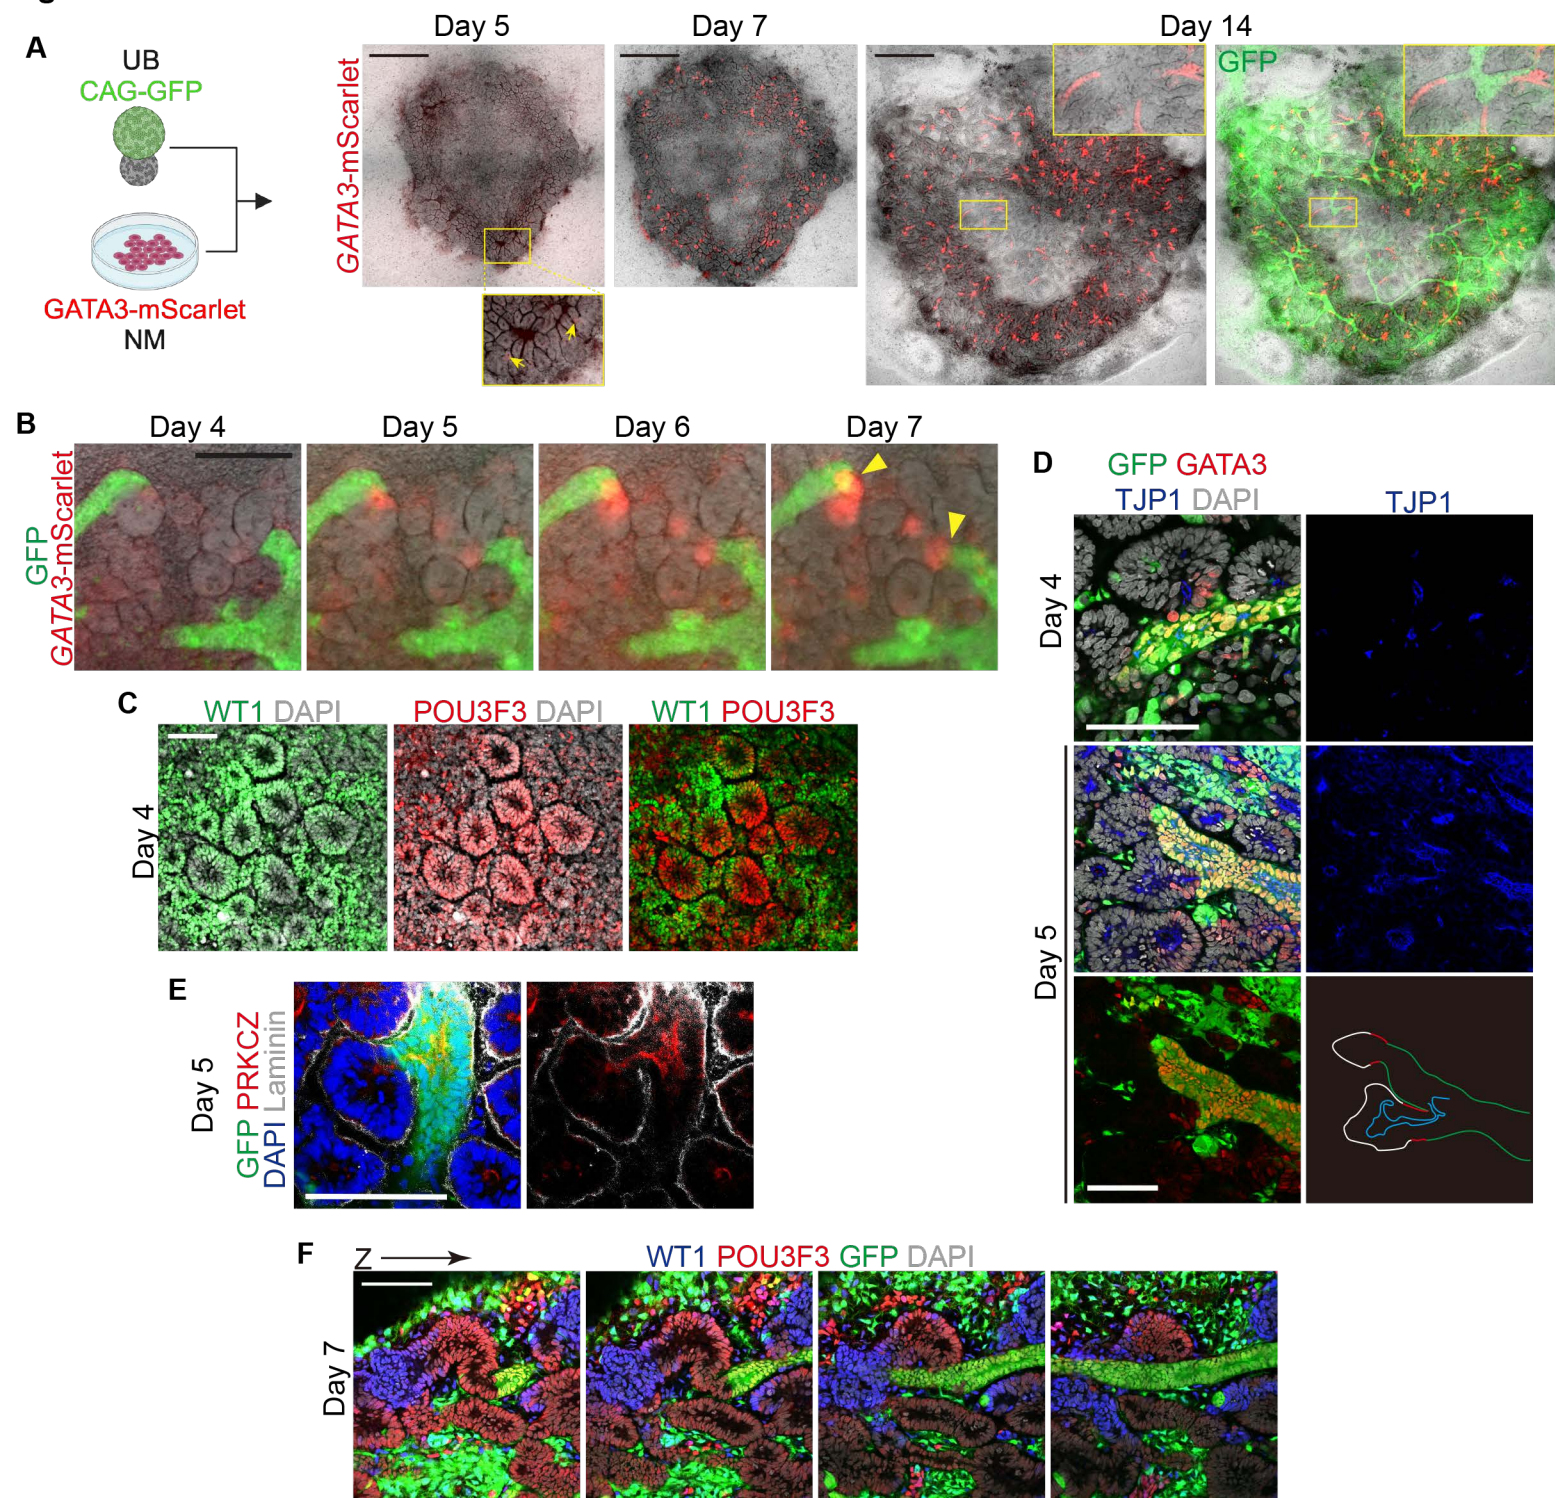 A
UB
CAG-GFP
GATA3-mScarlet
NM
GATA3-mScarlet
Day 5
Day 7
Day 14
GFP
B
Day 4
Day 5
Day 6
Day 7
GFP
GATA3-mScarlet
C
WT1 DAPI
POU3F3 DAPI
WT1 POU3F3
Day 4
D
GFP GATA3
TJP1 DAPI
TJP1
Day 4
Day 5
E
Day 5
GFP PRKCZ
DAPI Laminin
F
Z
WT1 POU3F3 GFP DAPI
Day 7